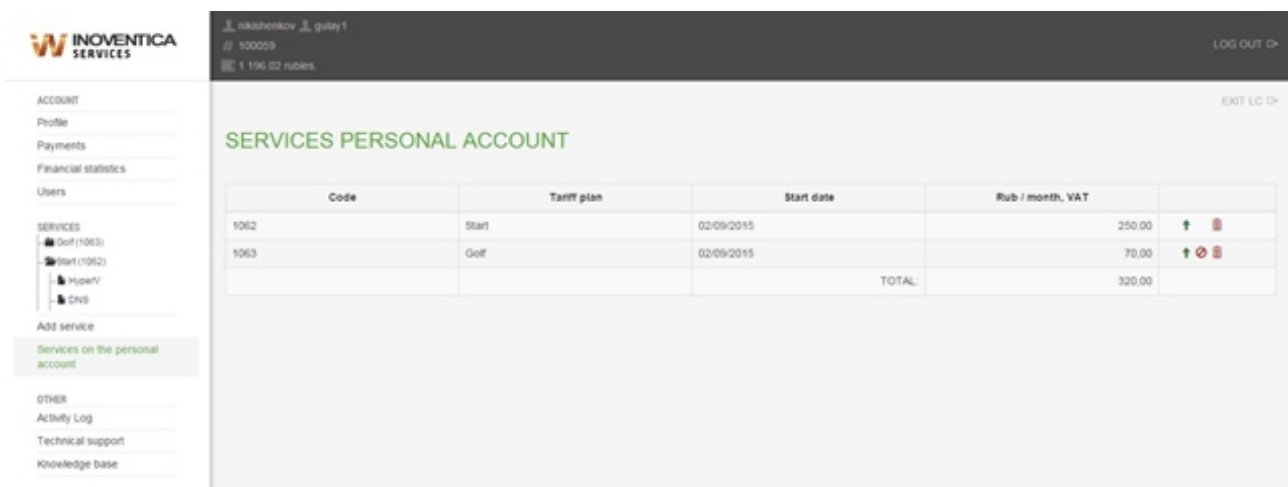 INOVENTICA
SERVICES
nikishenkov gulay1
# 100059
1 196.02 rubles.
LOG OUT
EXIT LC
ACCOUNT
Profile
Payments
Financial statistics
Users
SERVICES
Golf (1063)
Start (1062)
HyperV
DNS
Add service
Services on the personal
account
OTHER
Activity Log
Technical support
Knowledge base
SERVICES PERSONAL ACCOUNT
Code Tariff plan Start date Rub / month, VAT
1062 Start 02/09/2015 250.00
1063 Golf 02/09/2015 70,00
TOTAL: 320,00